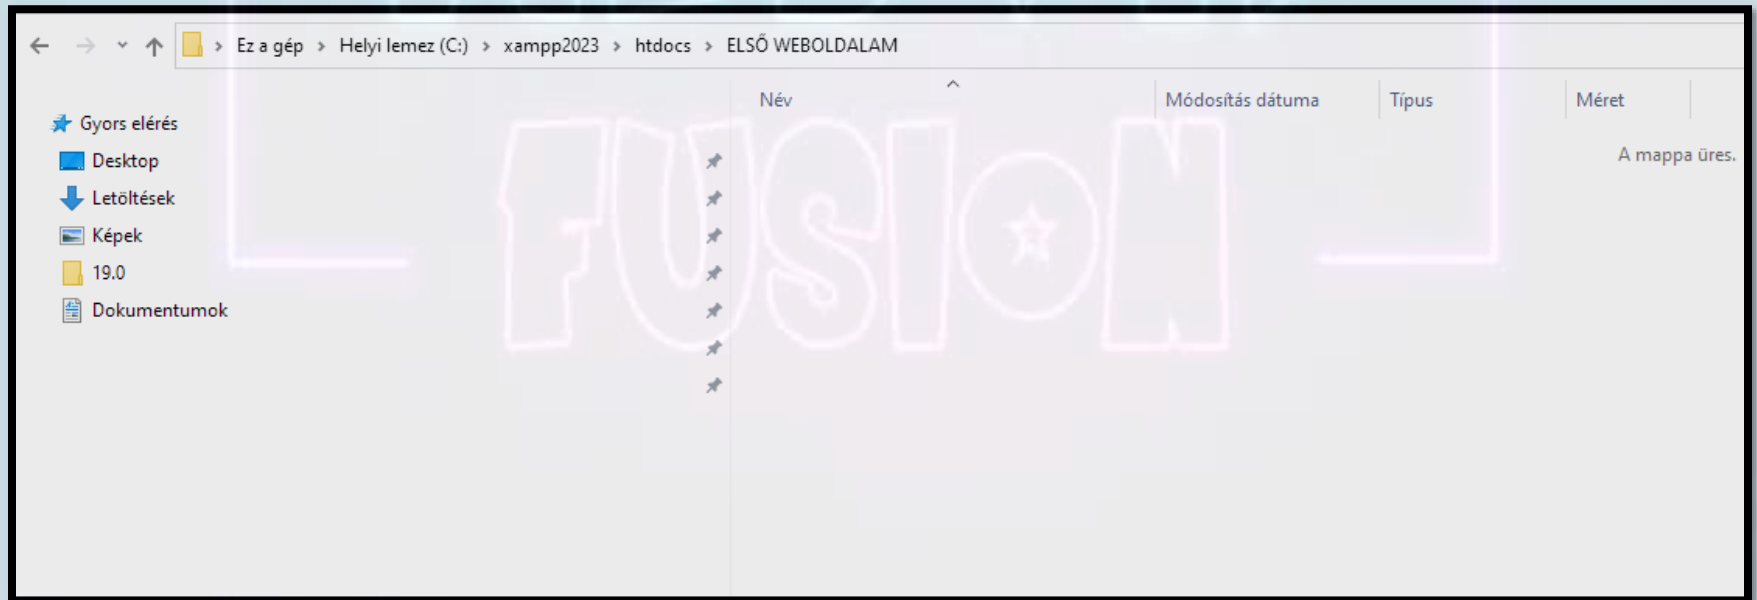 Ez a gép > Helyi lemez (C:) > xampp2023 > htdocs > ELSŐ WEBOLDALAM
Név Módosítás dátuma Típus Méret
Gyors elérés
A mappa üres.
Desktop
Letöltések
Képek
19.0
Dokumentumok
FUSION